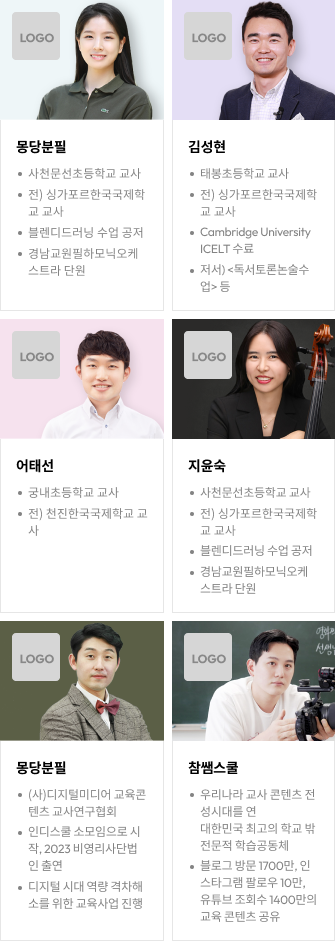 LOGO
몽당분필
사천문선초등학교 교사
전) 싱가포르한국국제학
교 교사
블렌디드러닝 수업 공저
경남교원필하모닉오케
스트라 단원
LOGO
김성현
태봉초등학교 교사
전) 싱가포르한국국제학
교 교사
Cambridge University
ICELT 수료
저서) <독서토론논술수
업> 등
LOGO
어태선
궁내초등학교 교사
전) 천진한국국제학교 교
사
LOGO
지윤숙
사천문선초등학교 교사
전) 싱가포르한국국제학
교 교사
블렌디드러닝 수업 공저
경남교원필하모닉오케
스트라 단원
LOGO
몽당분필
(사)디지털미디어 교육콘
텐츠 교사연구협회
인디스쿨 소모임으로 시
작, 2023 비영리사단법
인 출연
디지털 시대 역량 격차해
소를 위한 교육사업 진행
LOGO
참쌤스쿨
우리나라 교사 콘텐츠 전
성시대를 연
대한민국 최고의 학교 밖
전문적 학습공동체
블로그 방문 1700만, 인
스타그램 팔로우 10만,
유튜브 조회수 1400만의
교육 콘텐츠 공유